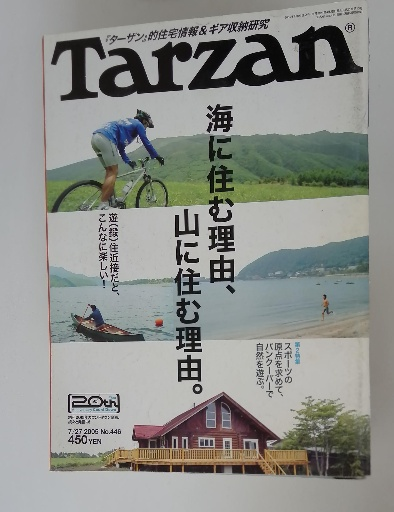 『ターザン』的住宅情報&ギア収納研究
Tarzan®
海に住む理由、
山に住む理由。
遊(録)住近接だと、
こんなに楽しい!
第2特集
スポーツの
原点を求めて、
バンクーバーで
自然を遊ぶ。
20th
7/27 2005 No.446
450YEN